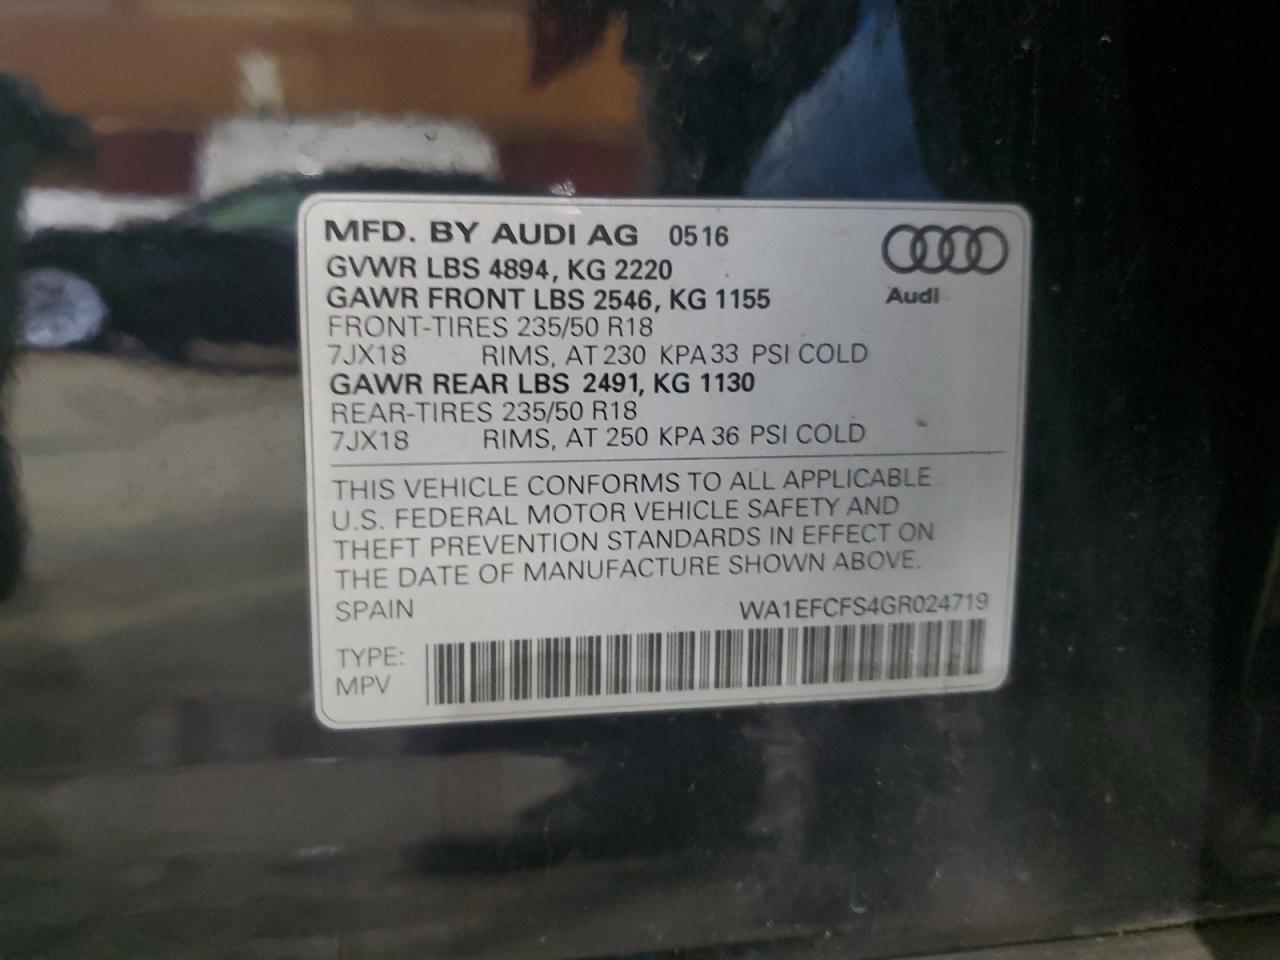 MFD. BY AUDI AG 0516
GVWR LBS 4894, KG 2220
GAWR FRONT LBS 2546, KG 1155
Audi
FRONT-TIRES 235/50 R18
7JX18 RIMS, AT 230 KPA 33 PSI COLD
GAWR REAR LBS 2491, KG 1130
REAR-TIRES 235/50 R18
7JX18 RIMS, AT 250 KPA 36 PSI COLD
THIS VEHICLE CONFORMS TO ALL APPLICABLE
U.S. FEDERAL MOTOR VEHICLE SAFETY AND
THEFT PREVENTION STANDARDS IN EFFECT ON
THE DATE OF MANUFACTURE SHOWN ABOVE.
SPAIN WA1EFCFS4GR024719
TYPE:
MPV